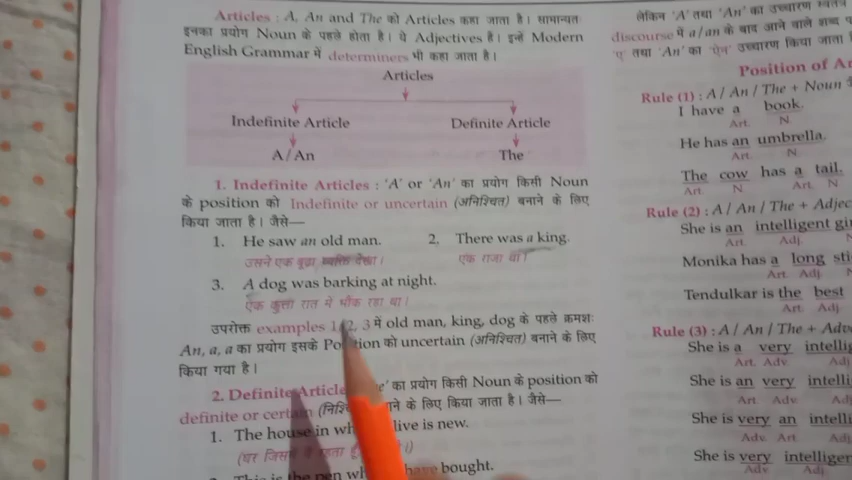 Articles : A, An and The को Articles कहा जाता है। सामान्यत
इनका प्रयोग Noun के पहले होता है। ये Adjectives है। इन्हें Modern
English Grammar में determiners भी कहा जाता है।
Articles
Indefinite Article Definite Article
A/An The
1. Indefinite Articles : 'A' or 'An' का प्रयोग किसी Noun
के position को Indefinite or uncertain (अनिश्चित) बनाने के लिए
किया जाता है। जैसे—
1. He saw an old man. 2. There was a king.
उसने एक बूढ़ा व्यक्ति देखा। एक राजा था।
3. A dog was barking at night.
एक कुत्ता रात में भौंक रहा था।
उपरोक्त examples 1, 2, 3 में old man, king, dog के पहले क्रमशः
An, a, a का प्रयोग इसके Position को uncertain (अनिश्चित) बनाने के लिए
किया गया है।
2. Definite Article का प्रयोग किसी Noun के position को
definite or certain के लिए किया जाता है। जैसे—
1. The house in live is new.
2. This is the pen have bought.
लेकिन 'A' तथा 'An' का उच्चारण स्वतंत्र
discourse में a/an के बाद आने वाले शब्द
'ए' तथा 'An' का 'ऐन' उच्चारण किया जाता
Position of
Rule (1) : A / An / The + Noun
I have a book.
Art. N.
He has an umbrella.
Art. N.
The cow has a tail.
Art. N Art. N
Rule (2) : A / An / The + Adjec
She is an intelligent
Art. Adj.
Monika has a long
Art. Adj.
Tendulkar is the best
Art. Adj.
Rule (3) : A / An / The + Adv
She is a very
Art. Adv. Adj
She is an very
Art Adv. Adj
She is very an
Adv. Art. Adj
She is very
Adv Adj